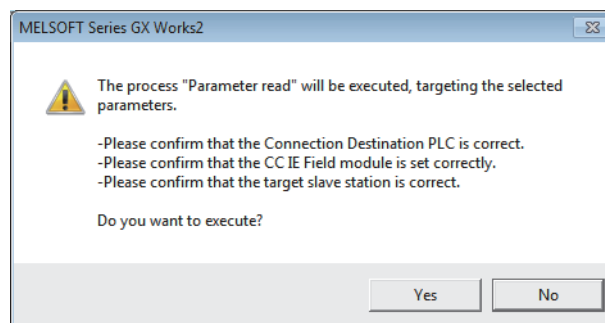 MELSOFT Series GX Works2
The process "Parameter read" will be executed, targeting the selected
parameters.
-Please confirm that the Connection Destination PLC is correct.
-Please confirm that the CC IE Field module is set correctly.
-Please confirm that the target slave station is correct.
Do you want to execute?
Yes
No